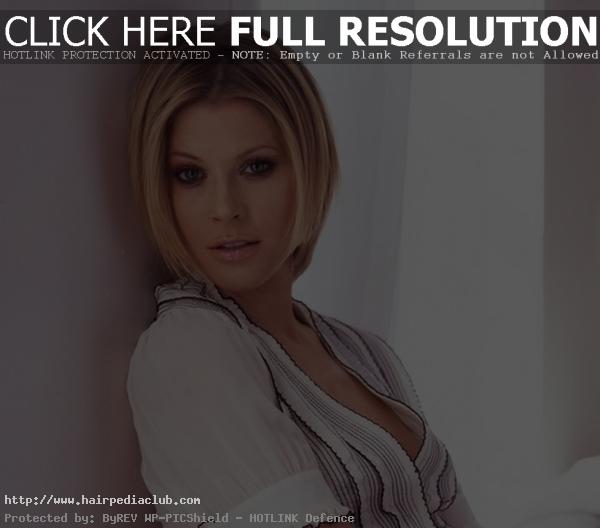 CLICK HERE FULL RESOLUTION
HOTLINK PROTECTION ACTIVATED - NOTE: Empty or Blank Referrals are not Allowed
http://www.hairpediaclub.com
Protected by: ByREV WP-PICShield - HOTLINK Defence